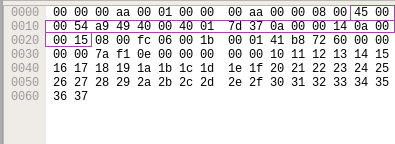 0000 00 00 00 aa 00 01 00 00 00 aa 00 00 08 00 45 00
0010 00 54 a9 49 40 00 40 01 7d 37 0a 00 00 14 0a 00
0020 00 15 08 00 fc 06 00 1b 00 01 41 b8 72 60 00 00
0030 00 00 7a f1 0e 00 00 00 00 00 10 11 12 13 14 15
0040 16 17 18 19 1a 1b 1c 1d 1e 1f 20 21 22 23 24 25
0050 26 27 28 29 2a 2b 2c 2d 2e 2f 30 31 32 33 34 35
0060 36 37